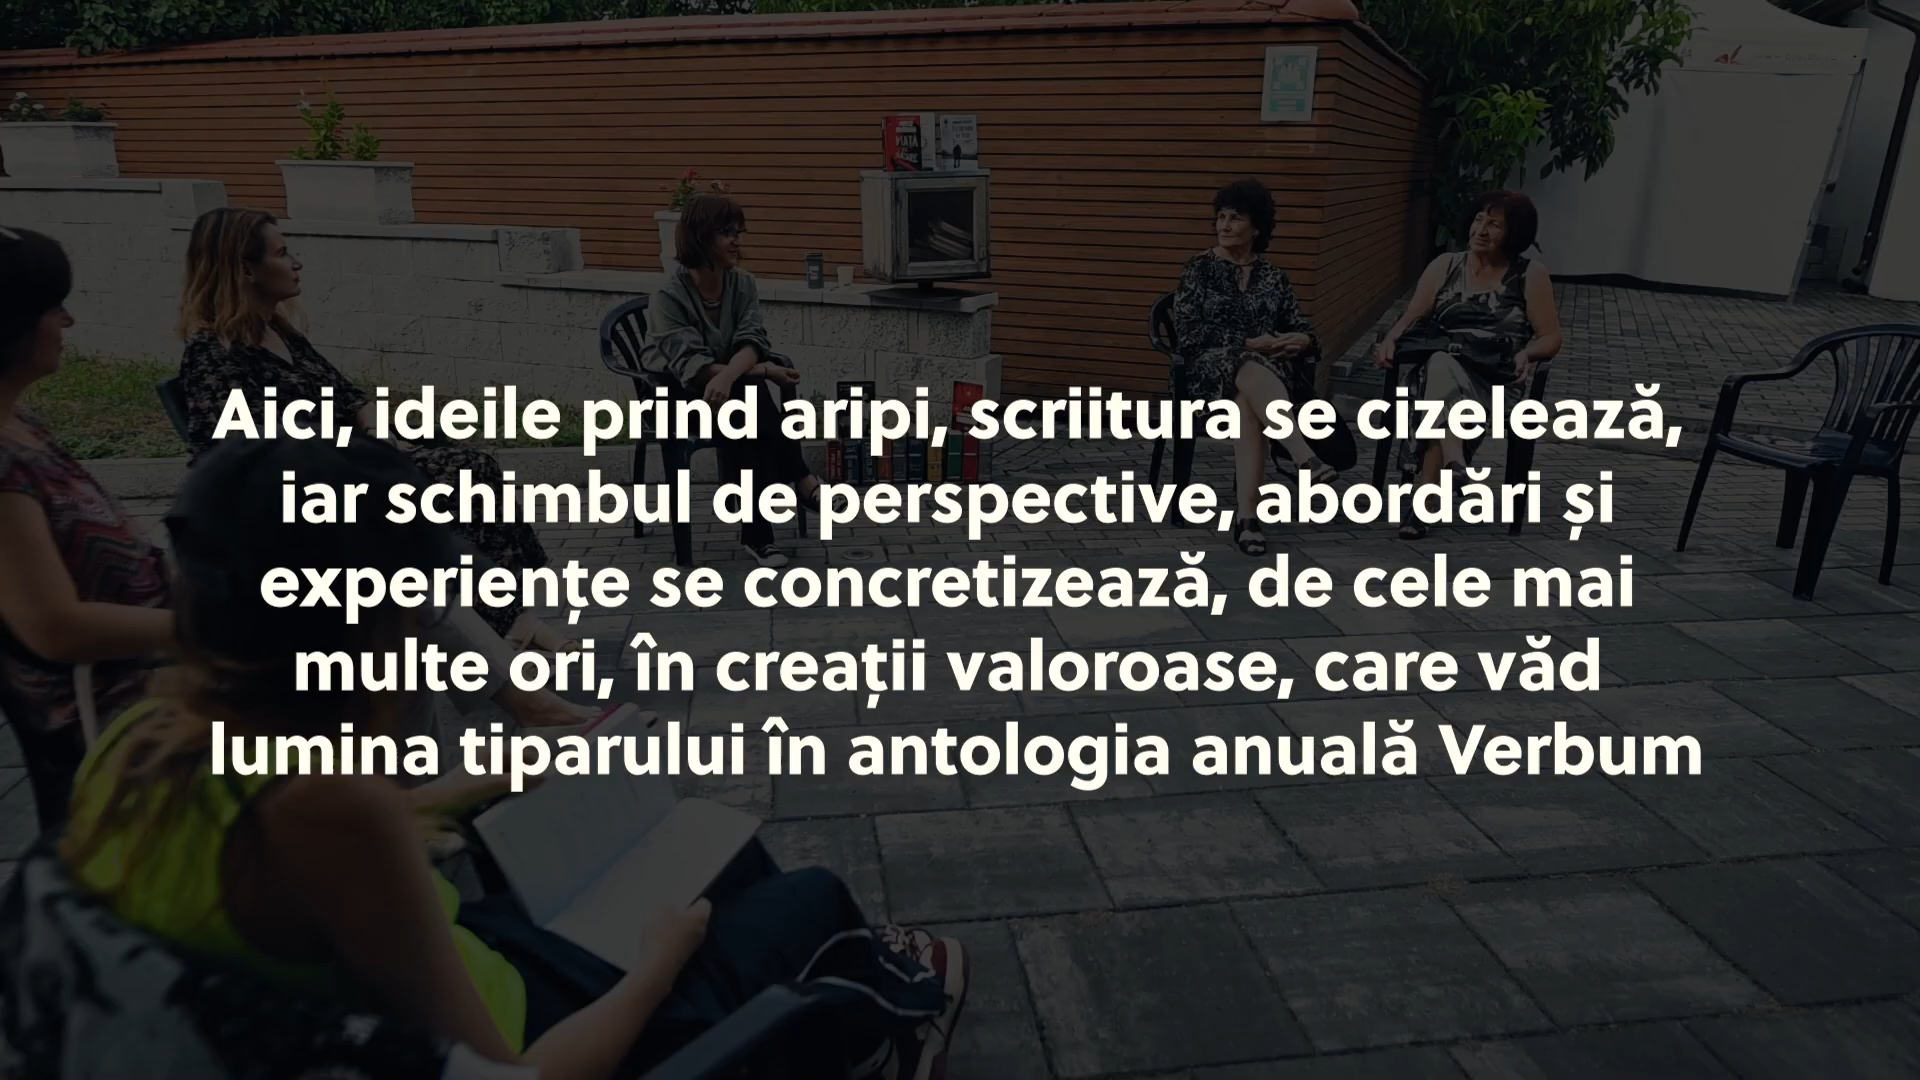 VIAȚĂ
Aici, ideile prind aripi, scriitura se cizelează,
iar schimbul de perspective, abordări și
experiențe se concretizează, de cele mai
multe ori, în creații valoroase, care văd
lumina tiparului în antologia anuală Verbum